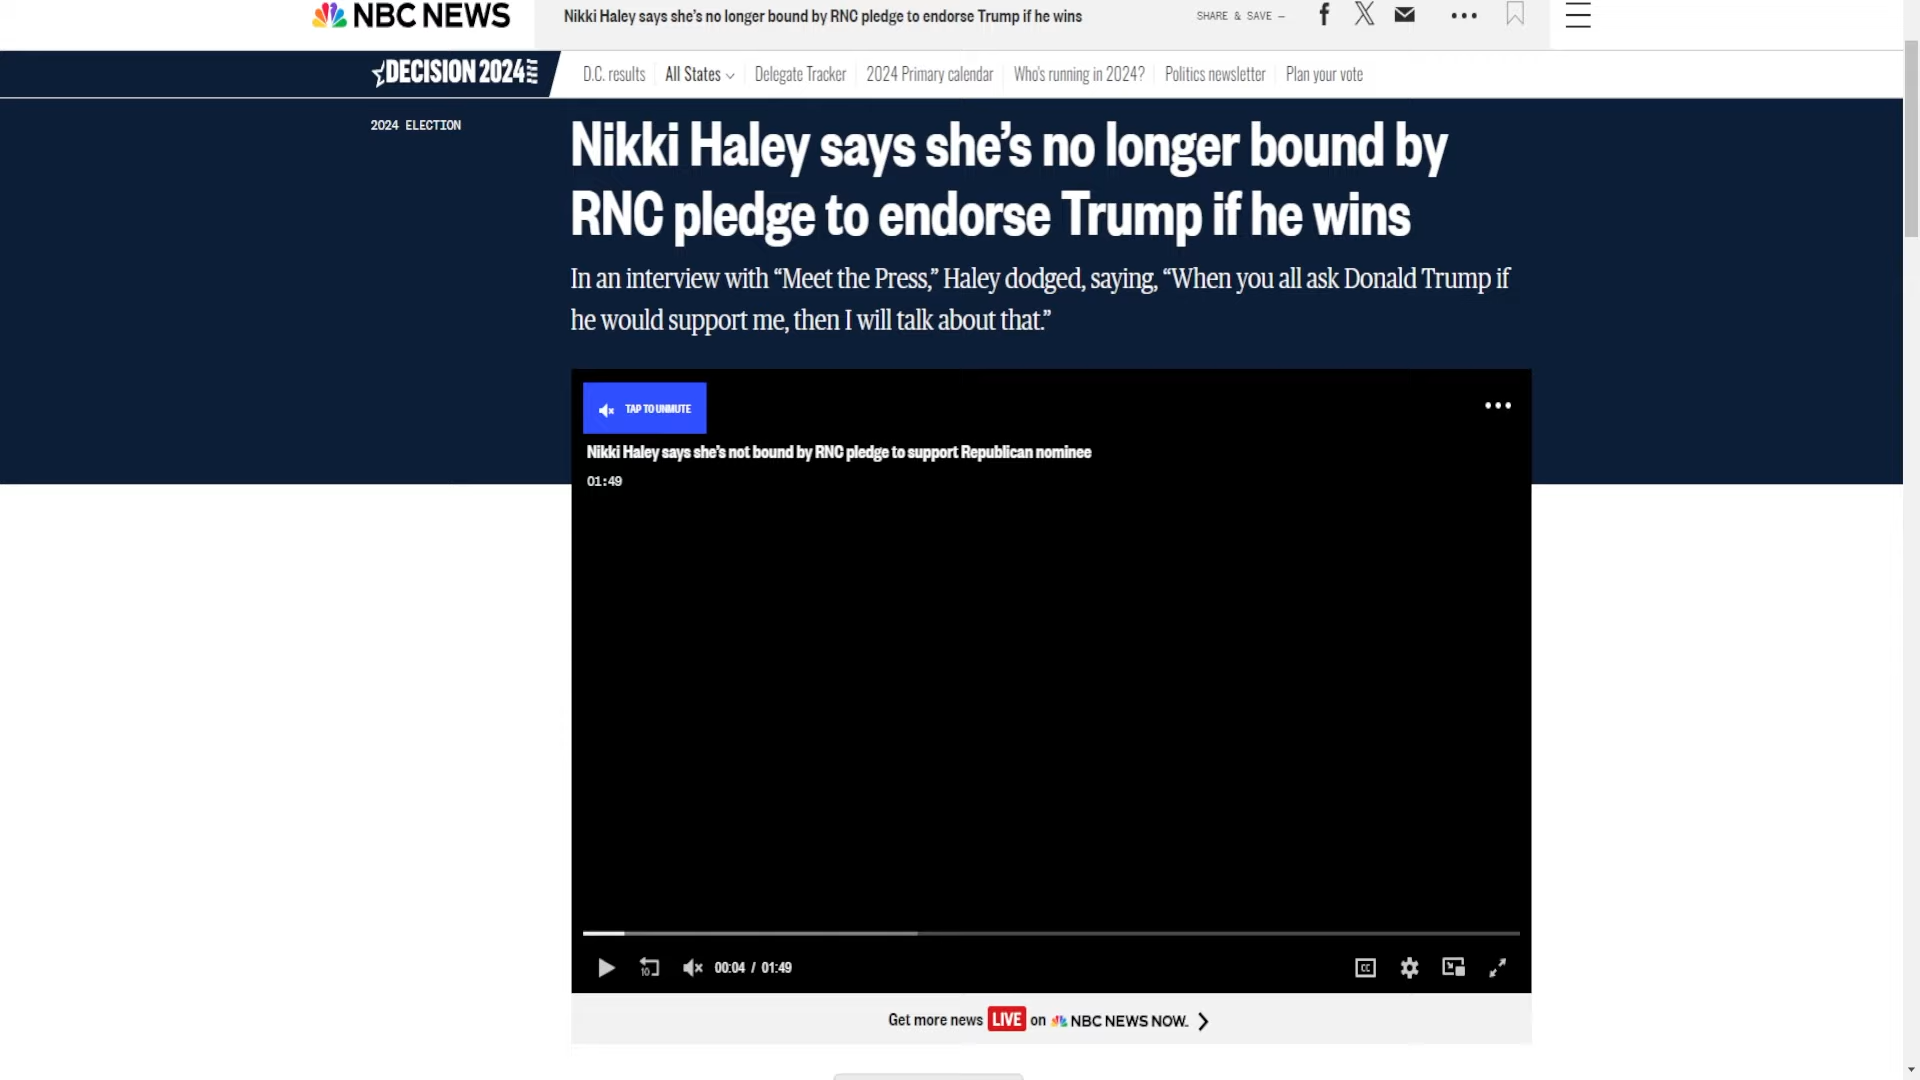 NBC NEWS
Nikki Haley says she's no longer bound by RNC pledge to endorse Trump if he wins
SHARE & SAVE —
DECISION 2024
D.C. results
All States
Delegate Tracker
2024 Primary calendar
Who's running in 2024?
Politics newsletter
Plan your vote
2024 ELECTION
Nikki Haley says she’s no longer bound by
RNC pledge to endorse Trump if he wins
In an interview with “Meet the Press,” Haley dodged, saying, “When you all ask Donald Trump if
he would support me, then I will talk about that.”
TAP TO UNMUTE
Nikki Haley says she's not bound by RNC pledge to support Republican nominee
01:49
10
00:04 / 01:49
CC
Get more news LIVE on NBC NEWS NOW.